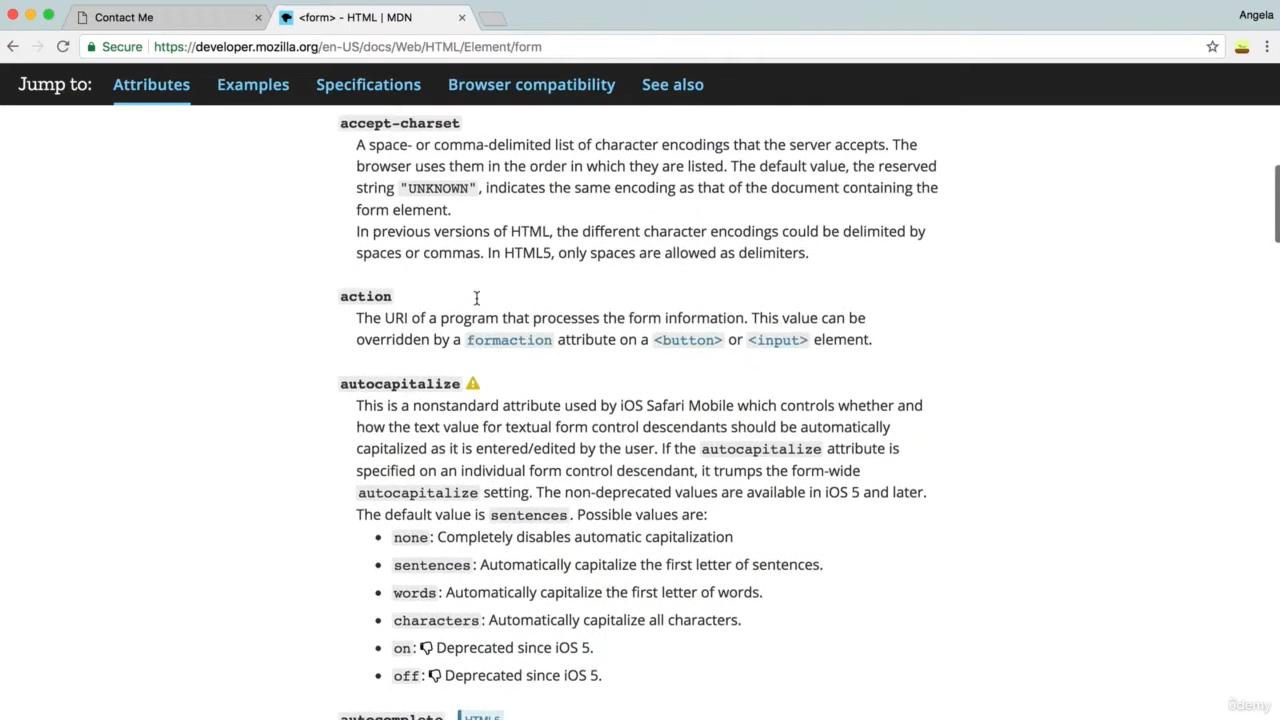 Contact Me
<form> - HTML | MDN
Angela
Secure
https://developer.mozilla.org/en-US/docs/Web/HTML/Element/form
Jump to: Attributes Examples Specifications Browser compatibility See also
accept-charset
A space- or comma-delimited list of character encodings that the server accepts. The
browser uses them in the order in which they are listed. The default value, the reserved
string "UNKNOWN", indicates the same encoding as that of the document containing the
form element.
In previous versions of HTML, the different character encodings could be delimited by
spaces or commas. In HTML5, only spaces are allowed as delimiters.
action
The URI of a program that processes the form information. This value can be
overridden by a formaction attribute on a <button> or <input> element.
autocapitalize
This is a nonstandard attribute used by iOS Safari Mobile which controls whether and
how the text value for textual form control descendants should be automatically
capitalized as it is entered/edited by the user. If the autocapitalize attribute is
specified on an individual form control descendant, it trumps the form-wide
autocapitalize setting. The non-deprecated values are available in iOS 5 and later.
The default value is sentences. Possible values are:
none: Completely disables automatic capitalization
sentences: Automatically capitalize the first letter of sentences.
words: Automatically capitalize the first letter of words.
characters: Automatically capitalize all characters.
on: Deprecated since iOS 5.
off: Deprecated since iOS 5.
autocomplete HTML5
ûdemy